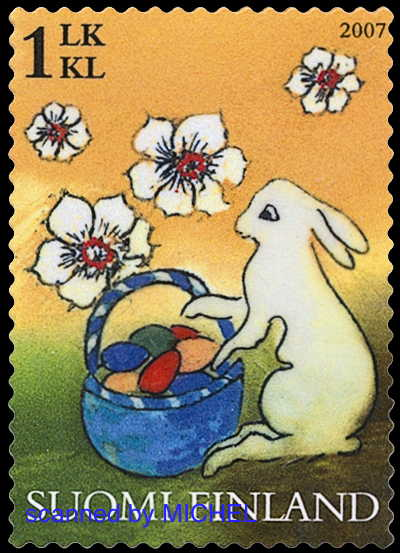 1 LK
KL
2007
SUOMI FINLAND
scanned by MICHEL